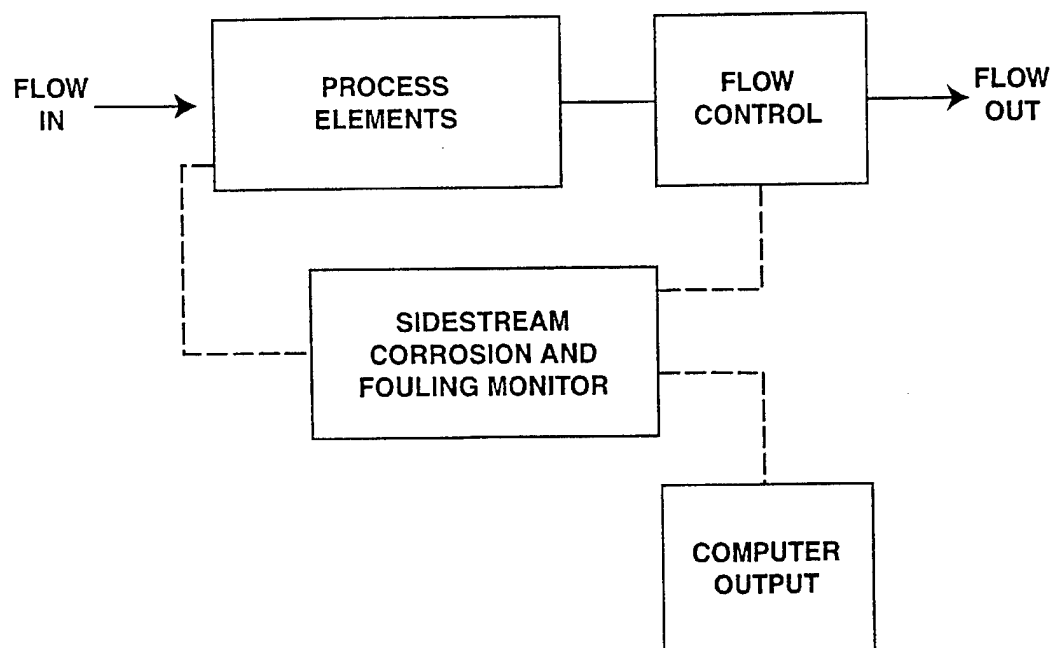 FLOW
IN
PROCESS
ELEMENTS
FLOW
CONTROL
FLOW
OUT
SIDESTREAM
CORROSION AND
FOULING MONITOR
COMPUTER
OUTPUT